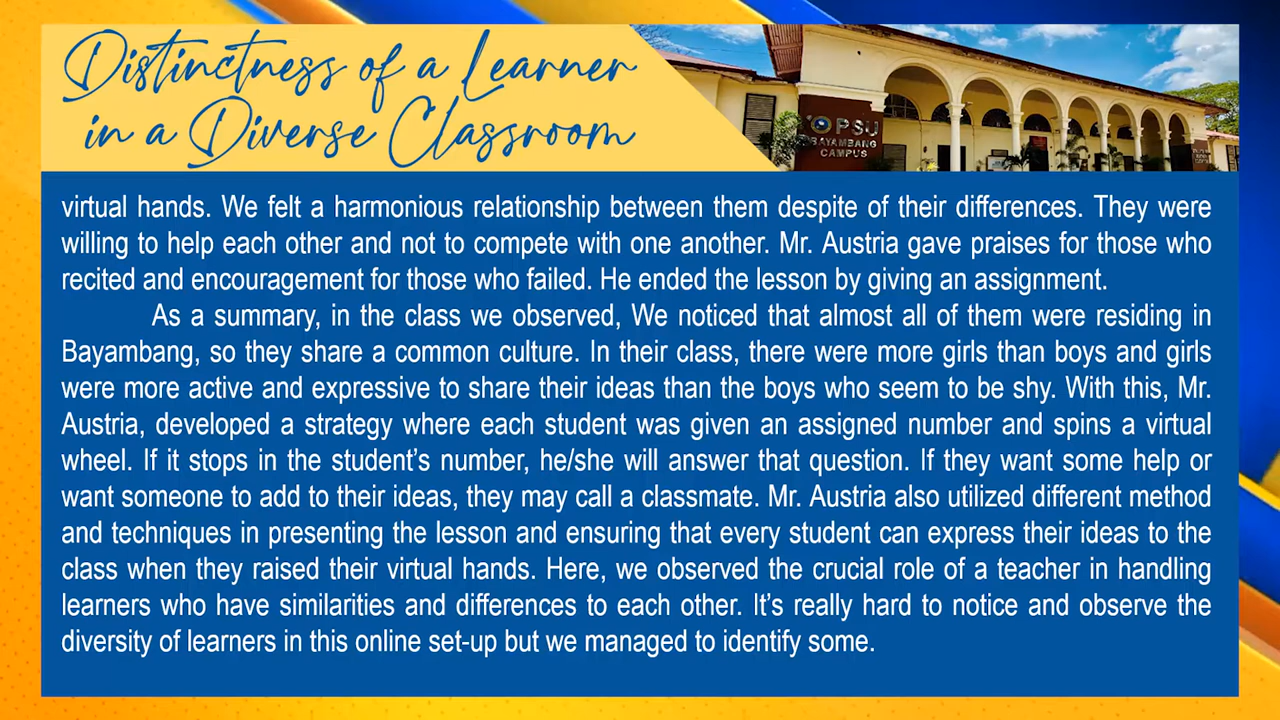 Distinctness of a Learner
in a Diverse Classroom
PSU
BAYAMBANG
CAMPUS
virtual hands. We felt a harmonious relationship between them despite of their differences. They were
willing to help each other and not to compete with one another. Mr. Austria gave praises for those who
recited and encouragement for those who failed. He ended the lesson by giving an assignment.
As a summary, in the class we observed, We noticed that almost all of them were residing in
Bayambang, so they share a common culture. In their class, there were more girls than boys and girls
were more active and expressive to share their ideas than the boys who seem to be shy. With this, Mr.
Austria, developed a strategy where each student was given an assigned number and spins a virtual
wheel. If it stops in the student’s number, he/she will answer that question. If they want some help or
want someone to add to their ideas, they may call a classmate. Mr. Austria also utilized different method
and techniques in presenting the lesson and ensuring that every student can express their ideas to the
class when they raised their virtual hands. Here, we observed the crucial role of a teacher in handling
learners who have similarities and differences to each other. It’s really hard to notice and observe the
diversity of learners in this online set-up but we managed to identify some.